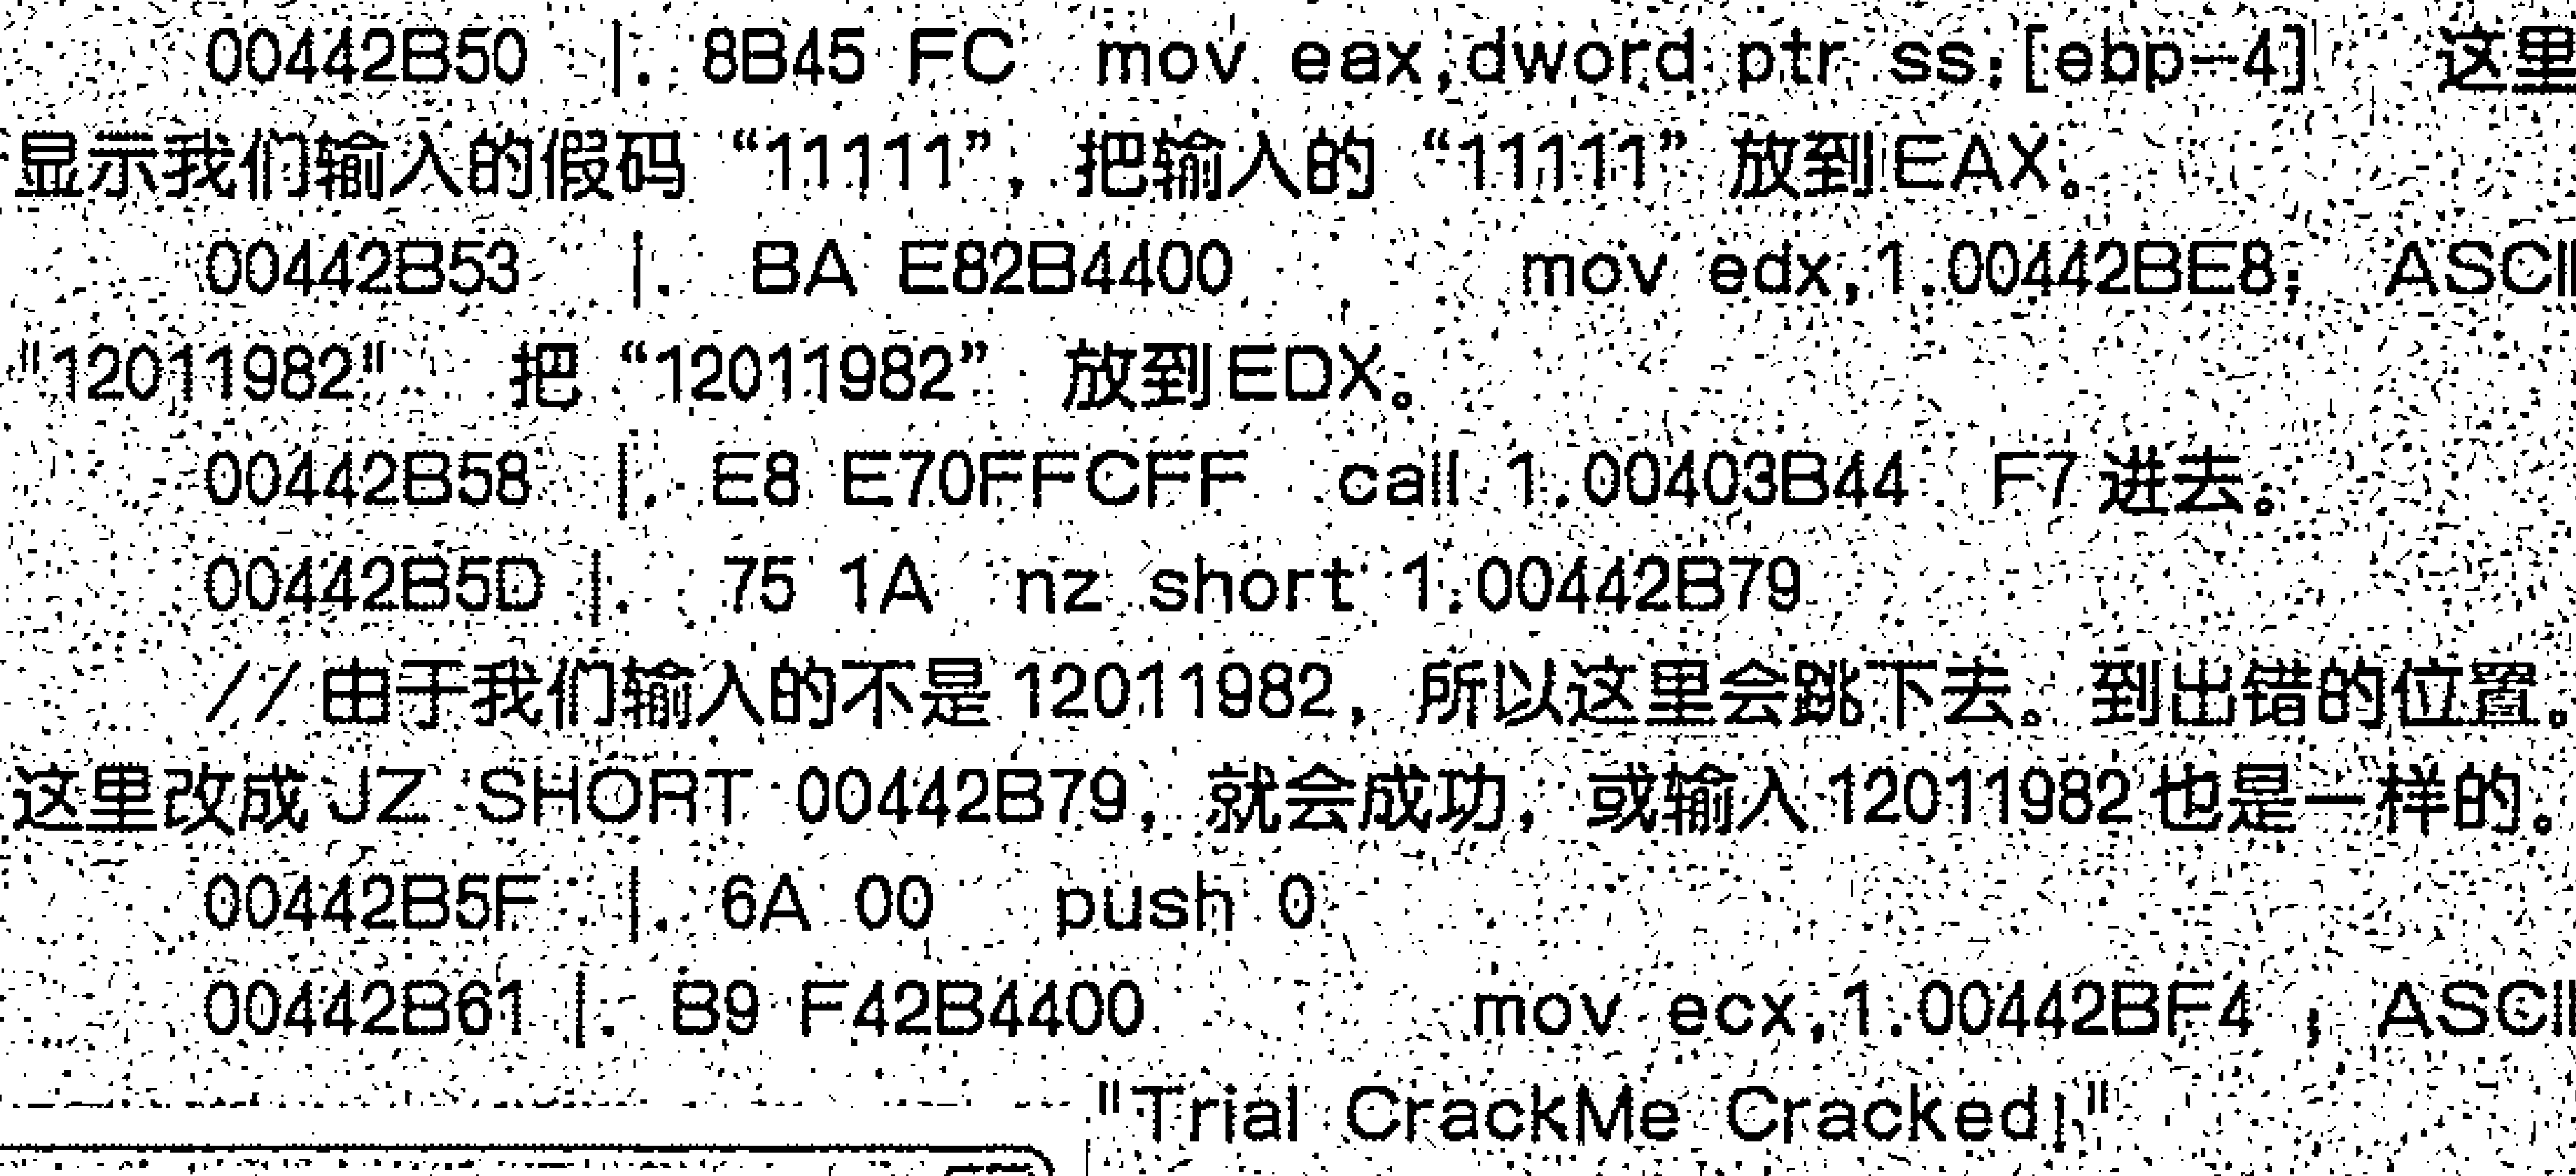 00442B50 |. 8B45 FC mov eax,dword ptr ss:[ebp-4] 这里
显示我们输入的假码 “11111”, 把输入的 “11111” 放到EAX。
00442B53 |. BA E82B4400 mov edx,1.00442BE8; ASCII
"12011982" 把 “12011982” 放到EDX。
00442B58 |. E8 E70FFCFF call 1.00403B44 F7 进去。
00442B5D |. 75 1A nz short 1.00442B79
// 由于我们输入的不是 12011982, 所以这里会跳下去。到出错的位置。
这里改成 JZ SHORT 00442B79, 就会成功, 或输入 12011982 也是一样的。
00442B5F |. 6A 00 push 0
00442B61 |. B9 F42B4400 mov ecx,1.00442BF4 ; ASCII
"Trial CrackMe Cracked!"